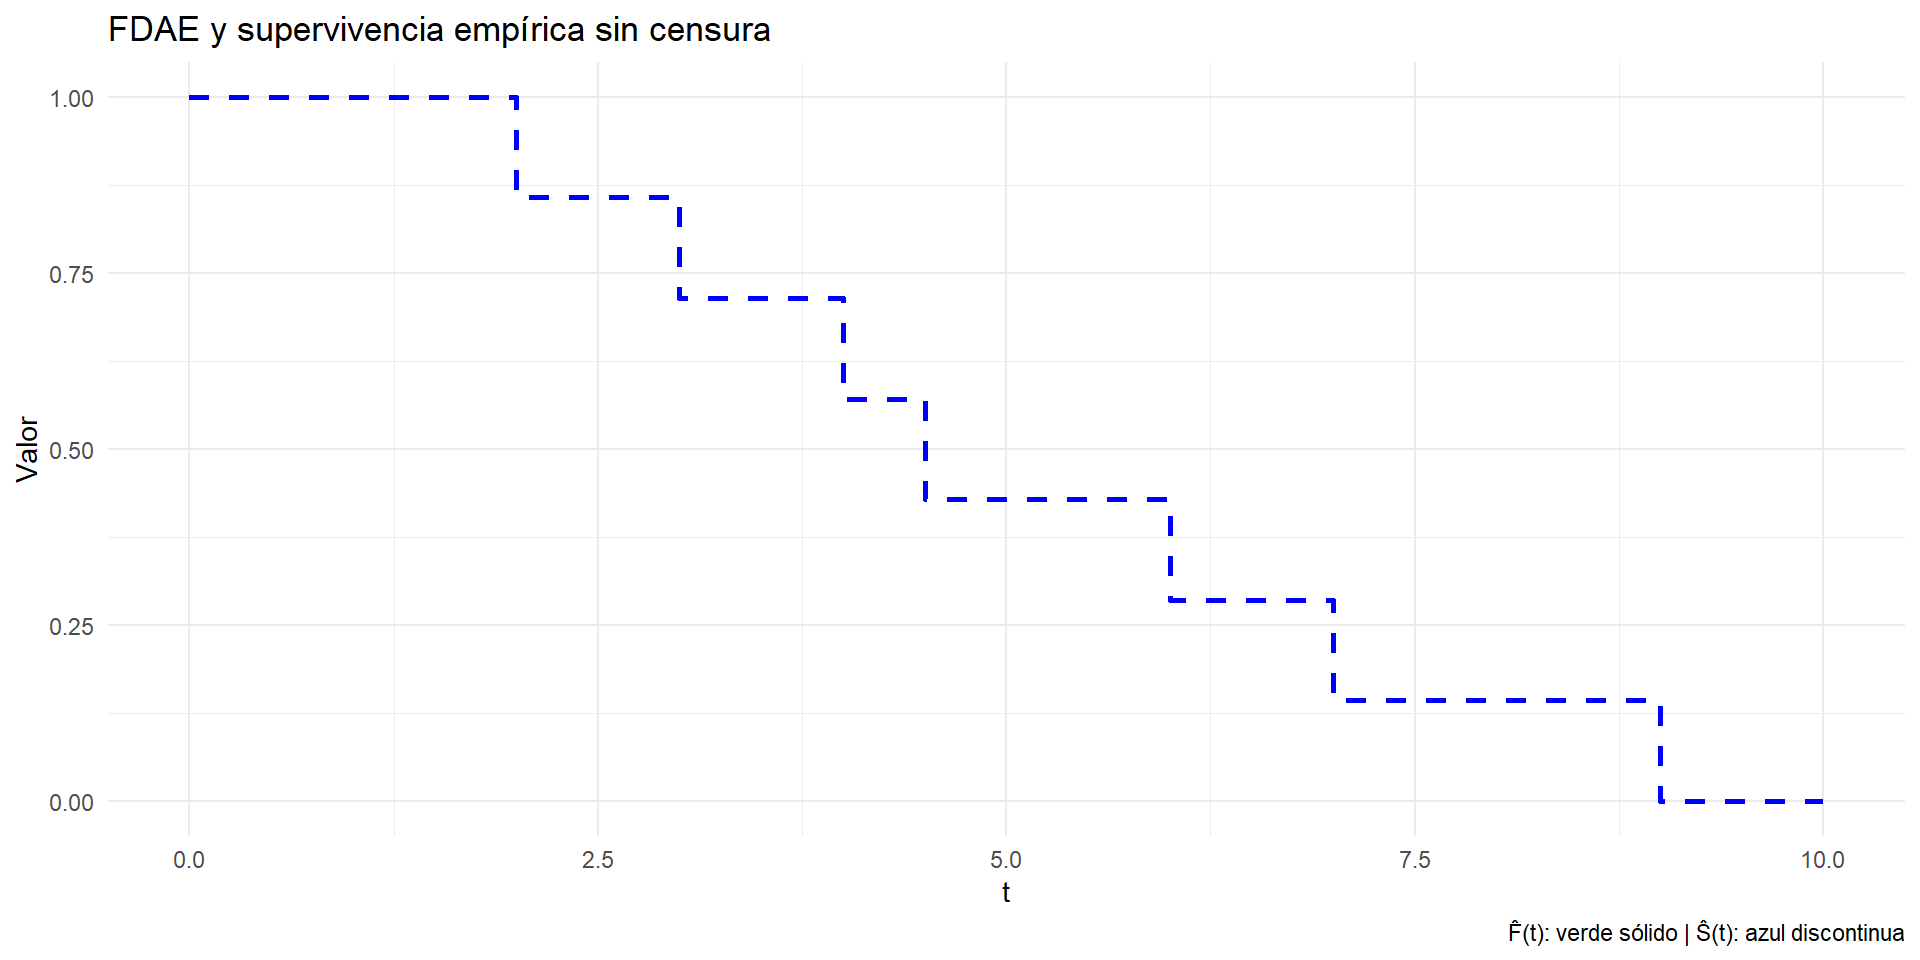 FDAE y supervivencia empírica sin censura
1.00
0.75
0.50
0.25
0.00
Valor
0.0 2.5 5.0 7.5 10.0
t
F̂(t): verde sólido | Ŝ(t): azul discontinua